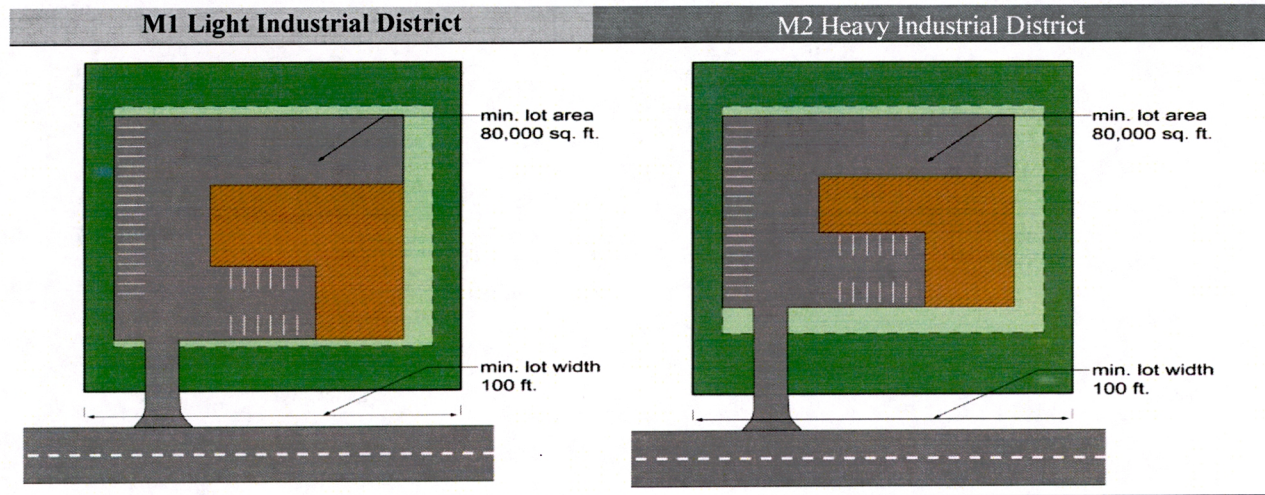 M1 Light Industrial District
M2 Heavy Industrial District
min. lot area
80,000 sq. ft.
min. lot width
100 ft.
min. lot area
80,000 sq. ft.
min. lot width
100 ft.